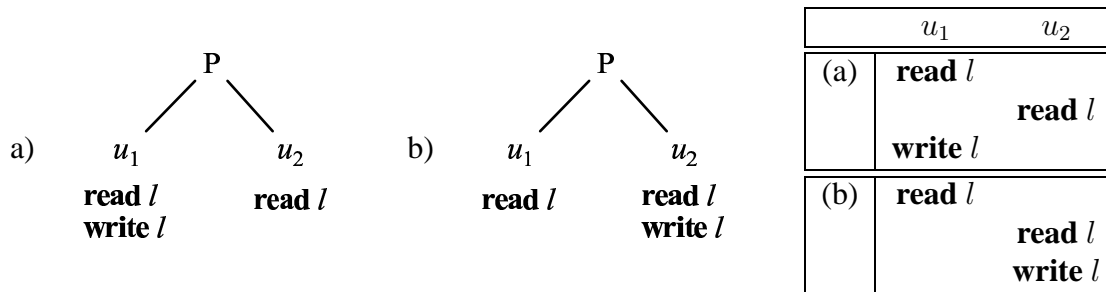 P
a) u1 u2
read l read l
write l
P
b) u1 u2
read l read l
write l
u1 u2
(a) read l
read l
write l
(b) read l
read l
write l